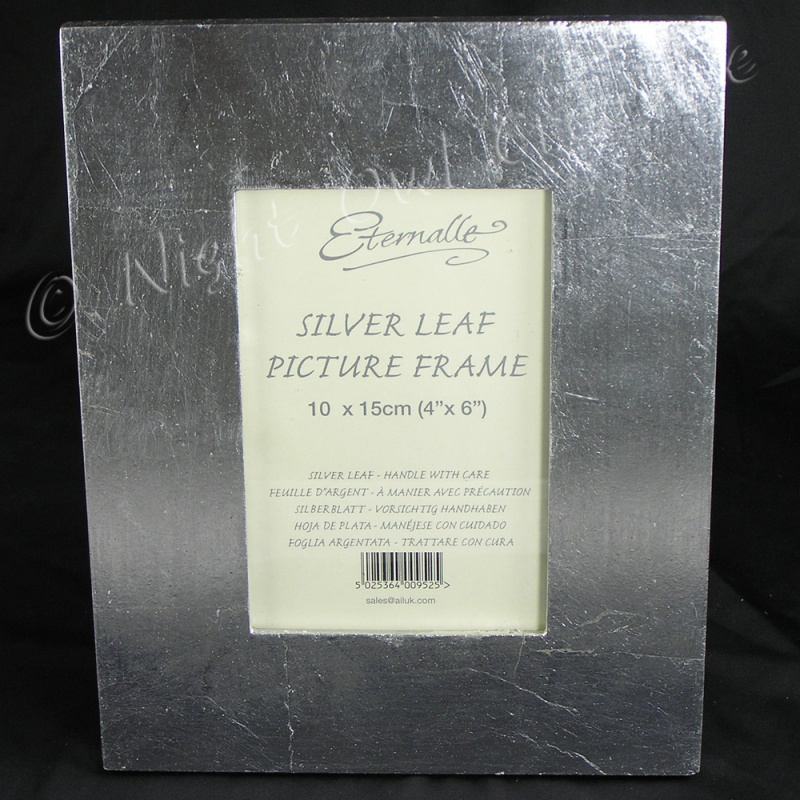 © Night Owl
Eternalle
SILVER LEAF
PICTURE FRAME
10 x 15cm (4"x 6")
SILVER LEAF - HANDLE WITH CARE
FEUILLE D"ARGENT - À MANIER AVEC PRÉCAUTION
SILBERBLATT - VORSICHTIG HANDHABEN
HOJA DE PLATA - MANÉJESE CON CUIDADO
FOGLIA ARGENTATA - TRATTARE CON CURA
5 025364 009525 >
sales@ailuk.com